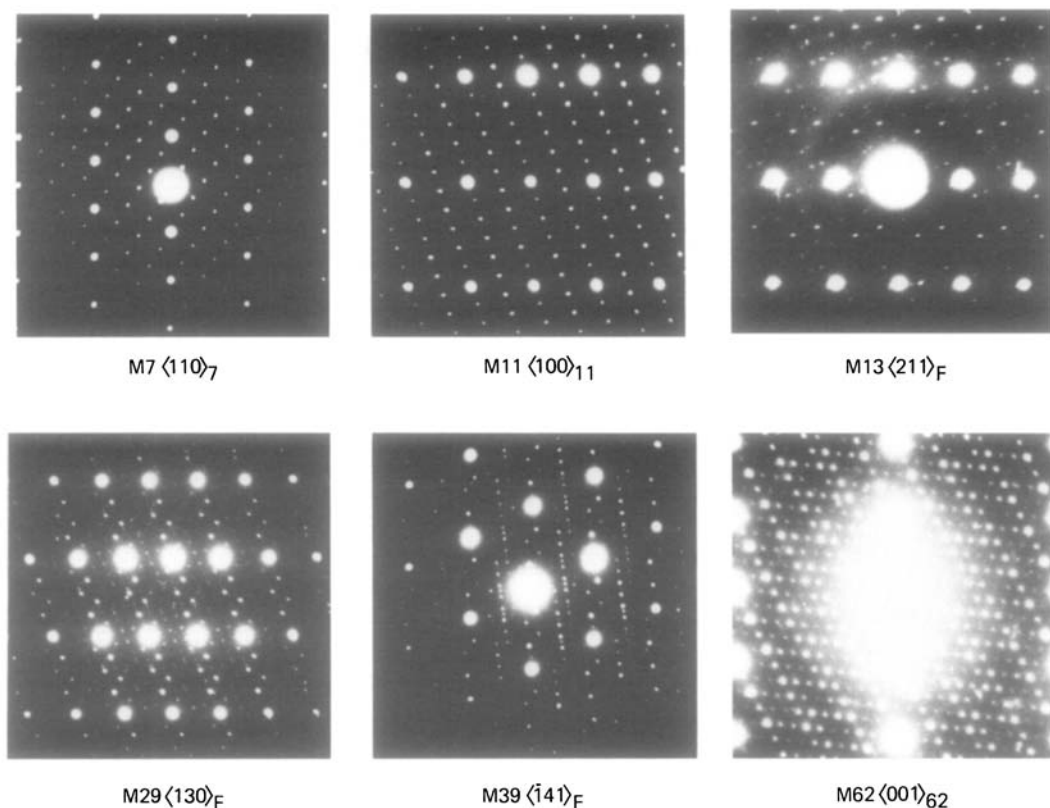 M7 ⟨110⟩₇
M11 ⟨100⟩₁₁
M13 ⟨211⟩F
M29 ⟨130⟩F
M39 ⟨1̄41⟩F
M62 ⟨001⟩₆₂